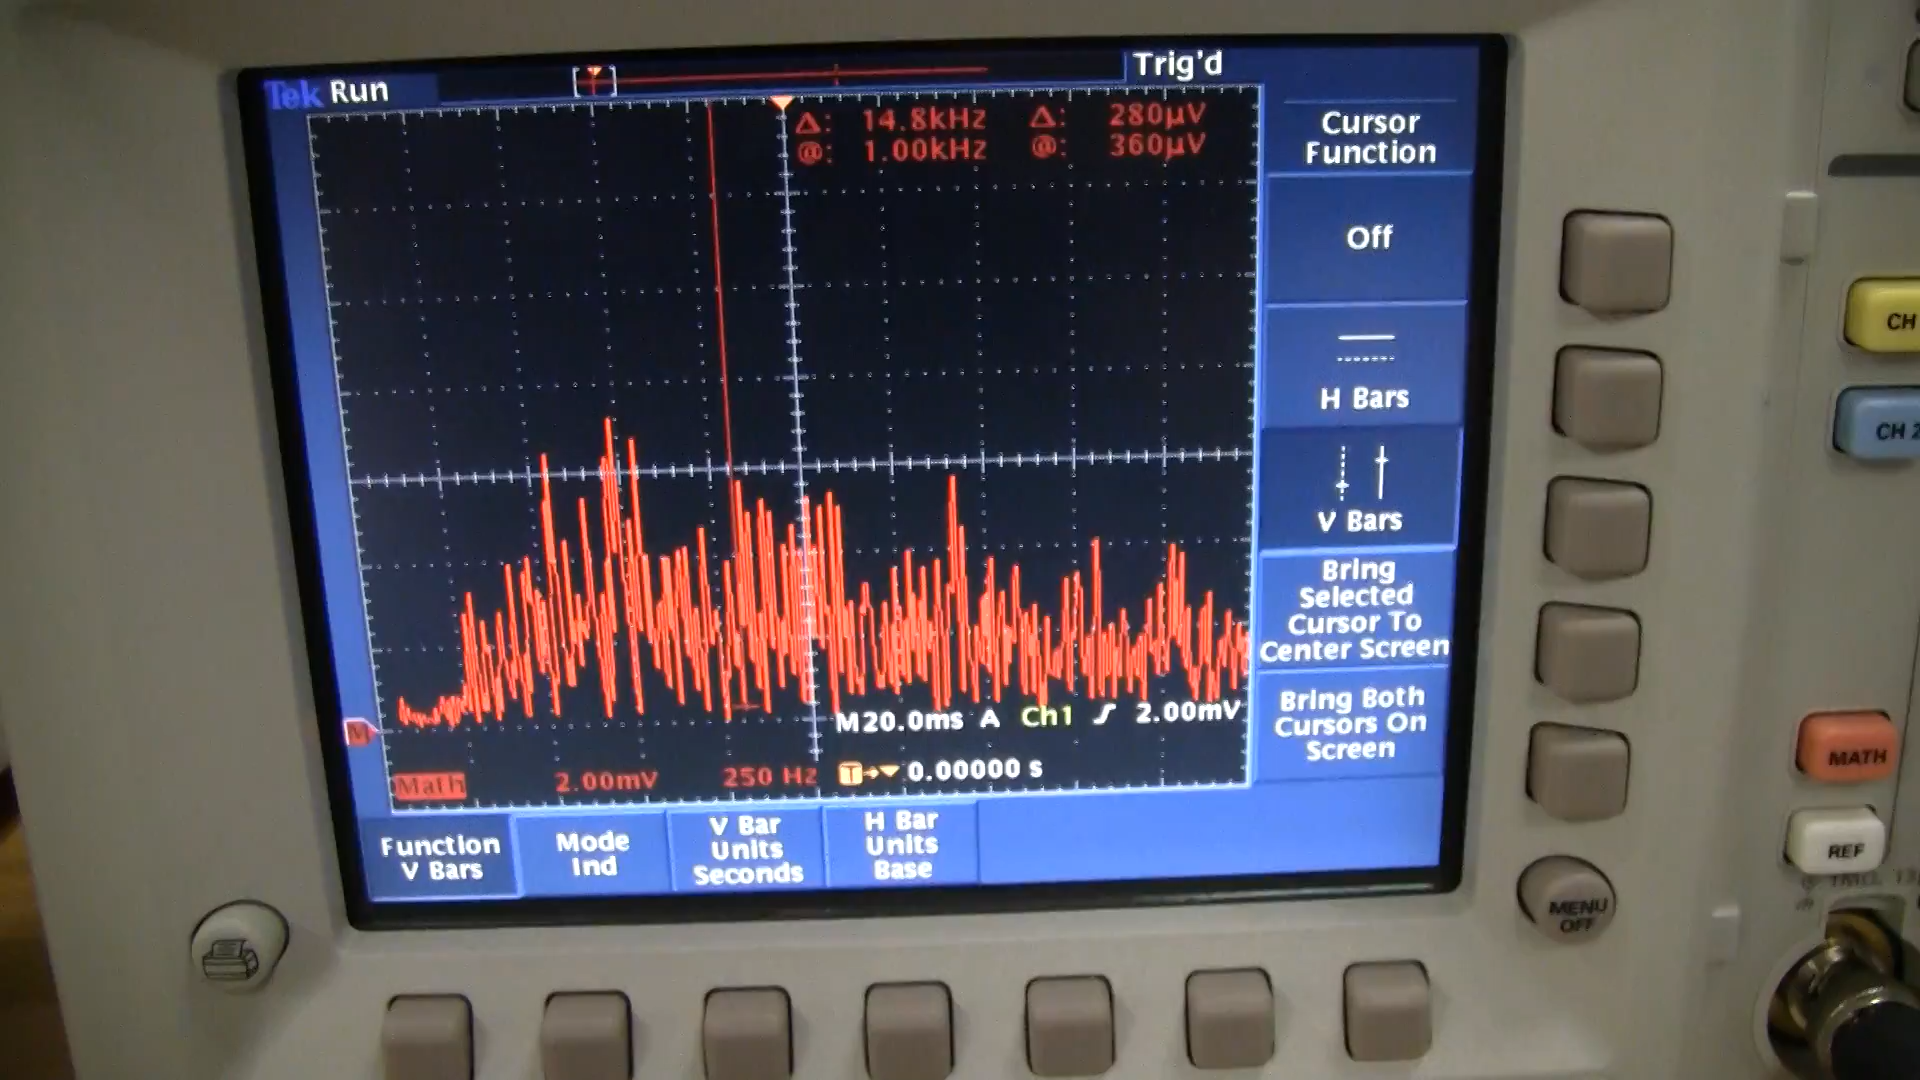 Tek Run
Trig'd
Δ: 14.8kHz Δ: 280µV
@: 1.00kHz @: 360µV
Cursor
Function
Off
H Bars
V Bars
Bring
Selected
Cursor To
Center Screen
Bring Both
Cursors On
Screen
M
M20.0ms A Ch1 2.00mV
Math 2.00mV 250 Hz T 0.00000 s
Function
V Bars
Mode
Ind
V Bar
Units
Seconds
H Bar
Units
Base
CH
CH 2
MATH
REF
MENU
OFF